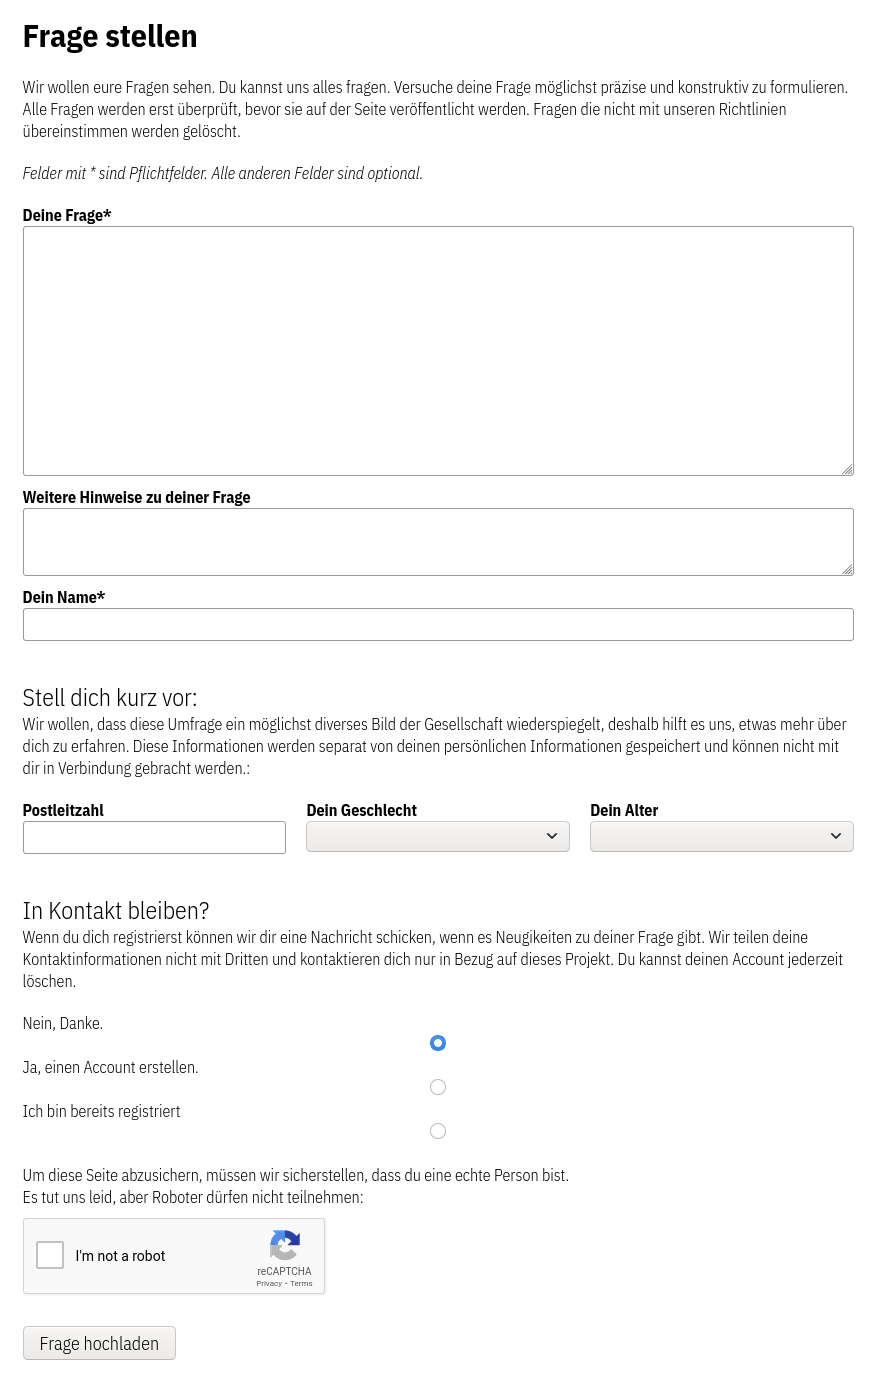 Frage stellen
Wir wollen eure Fragen sehen. Du kannst uns alles fragen. Versuche deine Frage möglichst präzise und konstruktiv zu formulieren.
Alle Fragen werden erst überprüft, bevor sie auf der Seite veröffentlicht werden. Fragen die nicht mit unseren Richtlinien
übereinstimmen werden gelöscht.
Felder mit * sind Pflichtfelder. Alle anderen Felder sind optional.
Deine Frage*
Weitere Hinweise zu deiner Frage
Dein Name*
Stell dich kurz vor:
Wir wollen, dass diese Umfrage ein möglichst diverses Bild der Gesellschaft wiederspiegelt, deshalb hilft es uns, etwas mehr über
dich zu erfahren. Diese Informationen werden separat von deinen persönlichen Informationen gespeichert und können nicht mit
dir in Verbindung gebracht werden.:
Postleitzahl Dein Geschlecht Dein Alter
In Kontakt bleiben?
Wenn du dich registrierst können wir dir eine Nachricht schicken, wenn es Neugikeiten zu deiner Frage gibt. Wir teilen deine
Kontaktinformationen nicht mit Dritten und kontaktieren dich nur in Bezug auf dieses Projekt. Du kannst deinen Account jederzeit
löschen.
Nein, Danke.
Ja, einen Account erstellen.
Ich bin bereits registriert
Um diese Seite abzusichern, müssen wir sicherstellen, dass du eine echte Person bist.
Es tut uns leid, aber Roboter dürfen nicht teilnehmen:
I'm not a robot
reCAPTCHA
Privacy - Terms
Frage hochladen